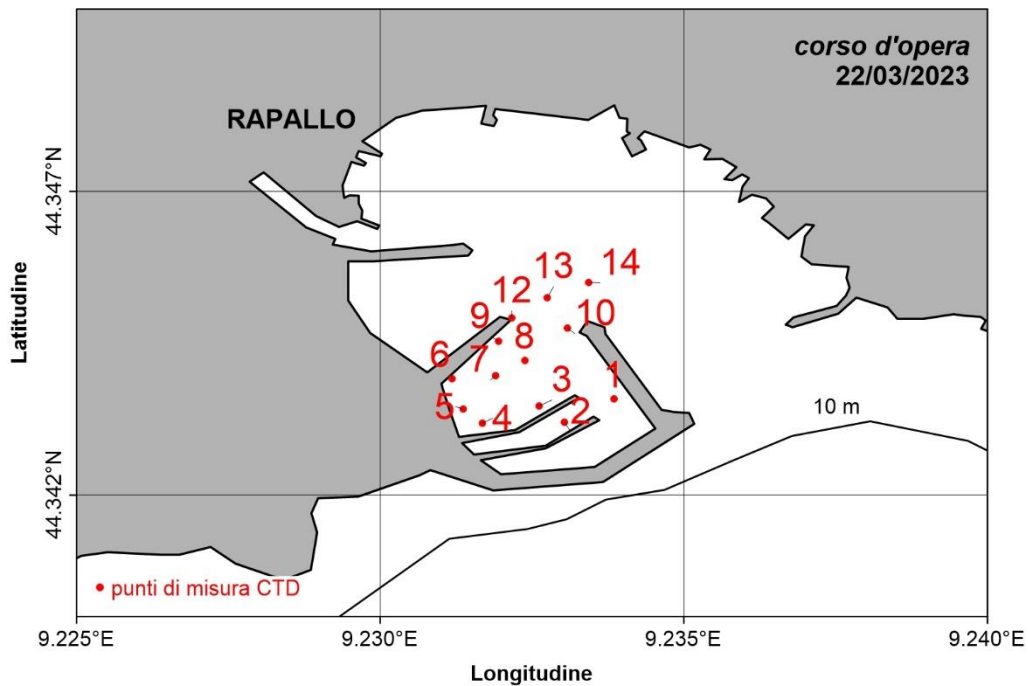 corso d'opera
22/03/2023
RAPALLO
44.347°N
13
14
12
10
9
8
6
7
3
1
5
4
2
10 m
Latitudine
44.342°N
punti di misura CTD
9.225°E
9.230°E
9.235°E
9.240°E
Longitudine